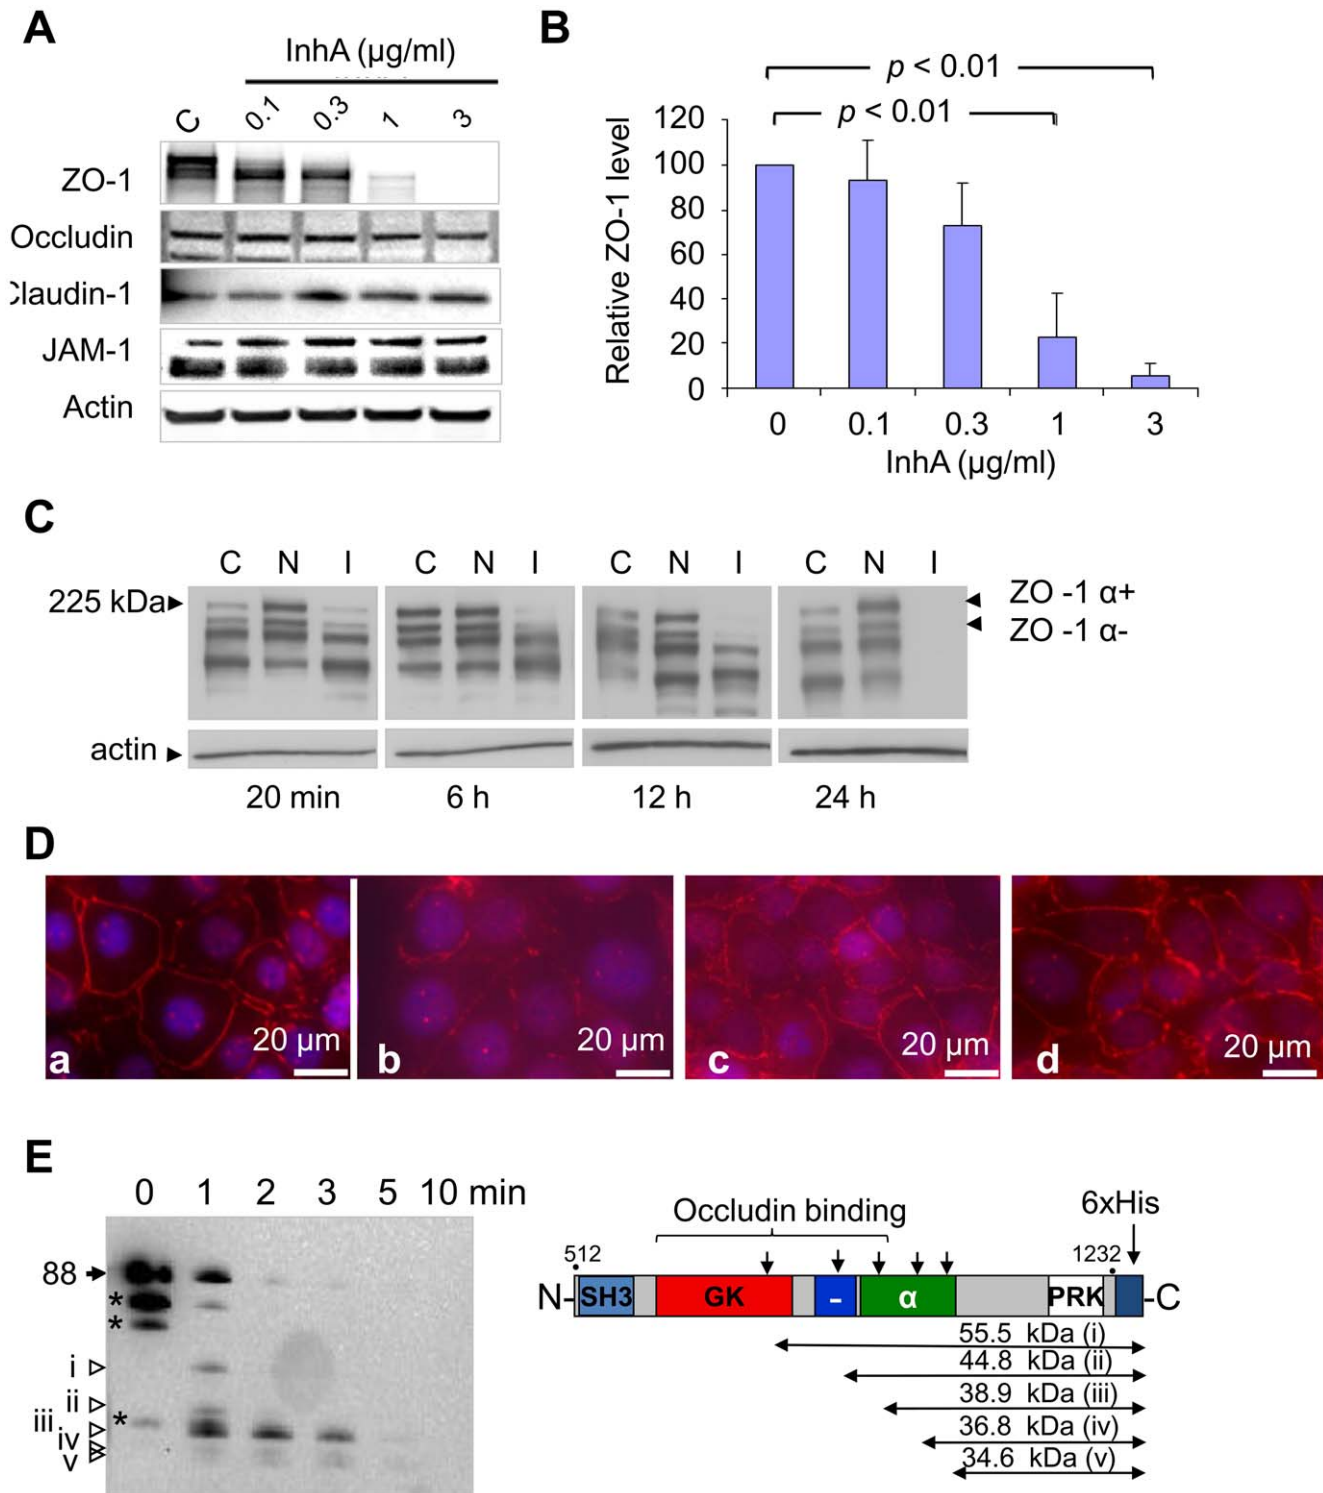 A
InhA (µg/ml)
C 0.1 0.3 1 3
ZO-1
Occludin
Claudin-1
JAM-1
Actin
B
p < 0.01
p < 0.01
Relative ZO-1 level
120
100
80
60
40
20
0
0 0.1 0.3 1 3
InhA (µg/ml)
C
C N I C N I C N I C N I
225 kDa
ZO -1 α+
ZO -1 α-
actin
20 min 6 h 12 h 24 h
D
20 µm 20 µm 20 µm 20 µm
a b c d
E
0 1 2 3 5 10 min
88
*
*
i
ii
*
iii
iv
v
6xHis
Occludin binding
512 1232
N- SH3 GK - α PRK -C
55.5 kDa (i)
44.8 kDa (ii)
38.9 kDa (iii)
36.8 kDa (iv)
34.6 kDa (v)